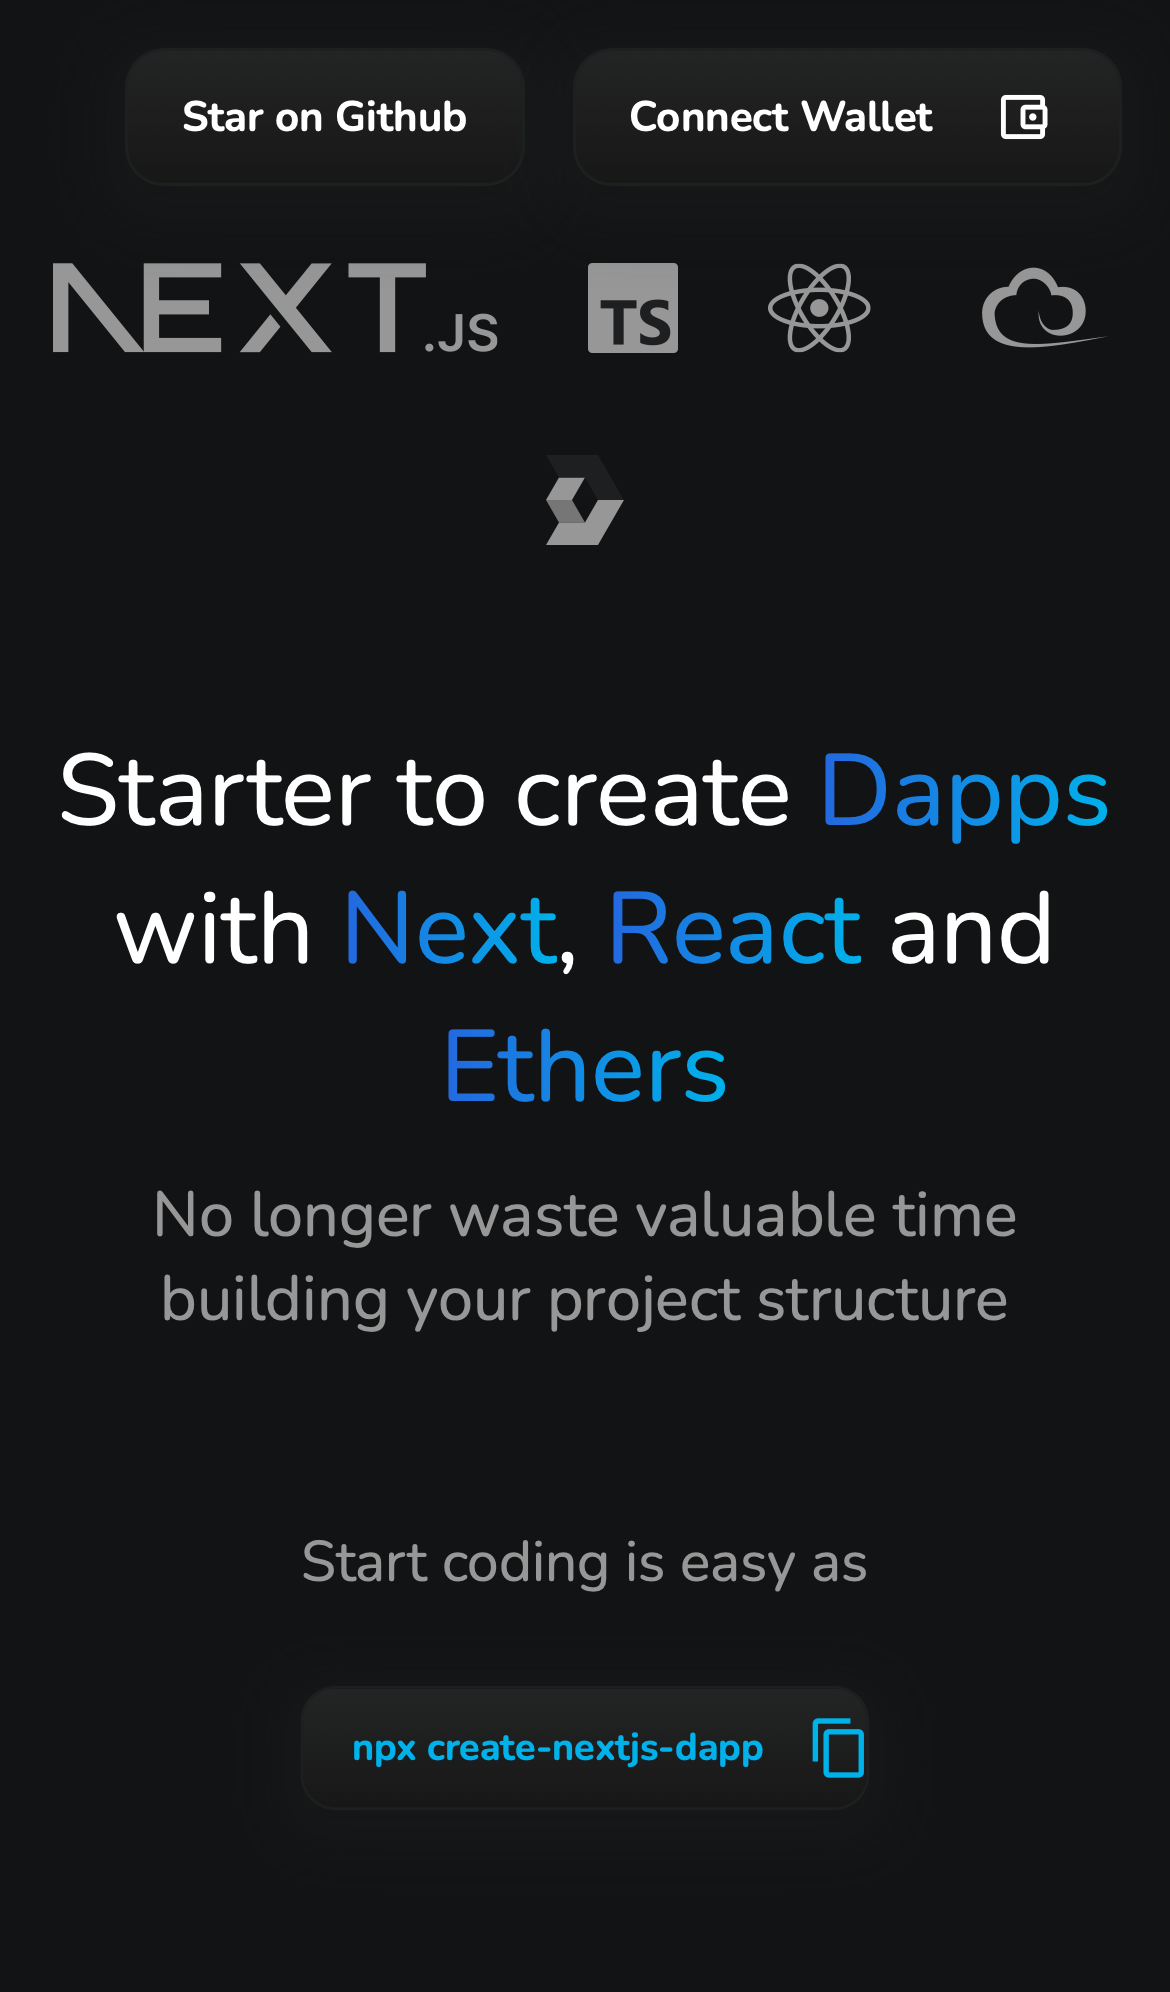 Star on Github
Connect Wallet
NEXT.JS
TS
Starter to create Dapps
with Next, React and
Ethers
No longer waste valuable time
building your project structure
Start coding is easy as
npx create-nextjs-dapp